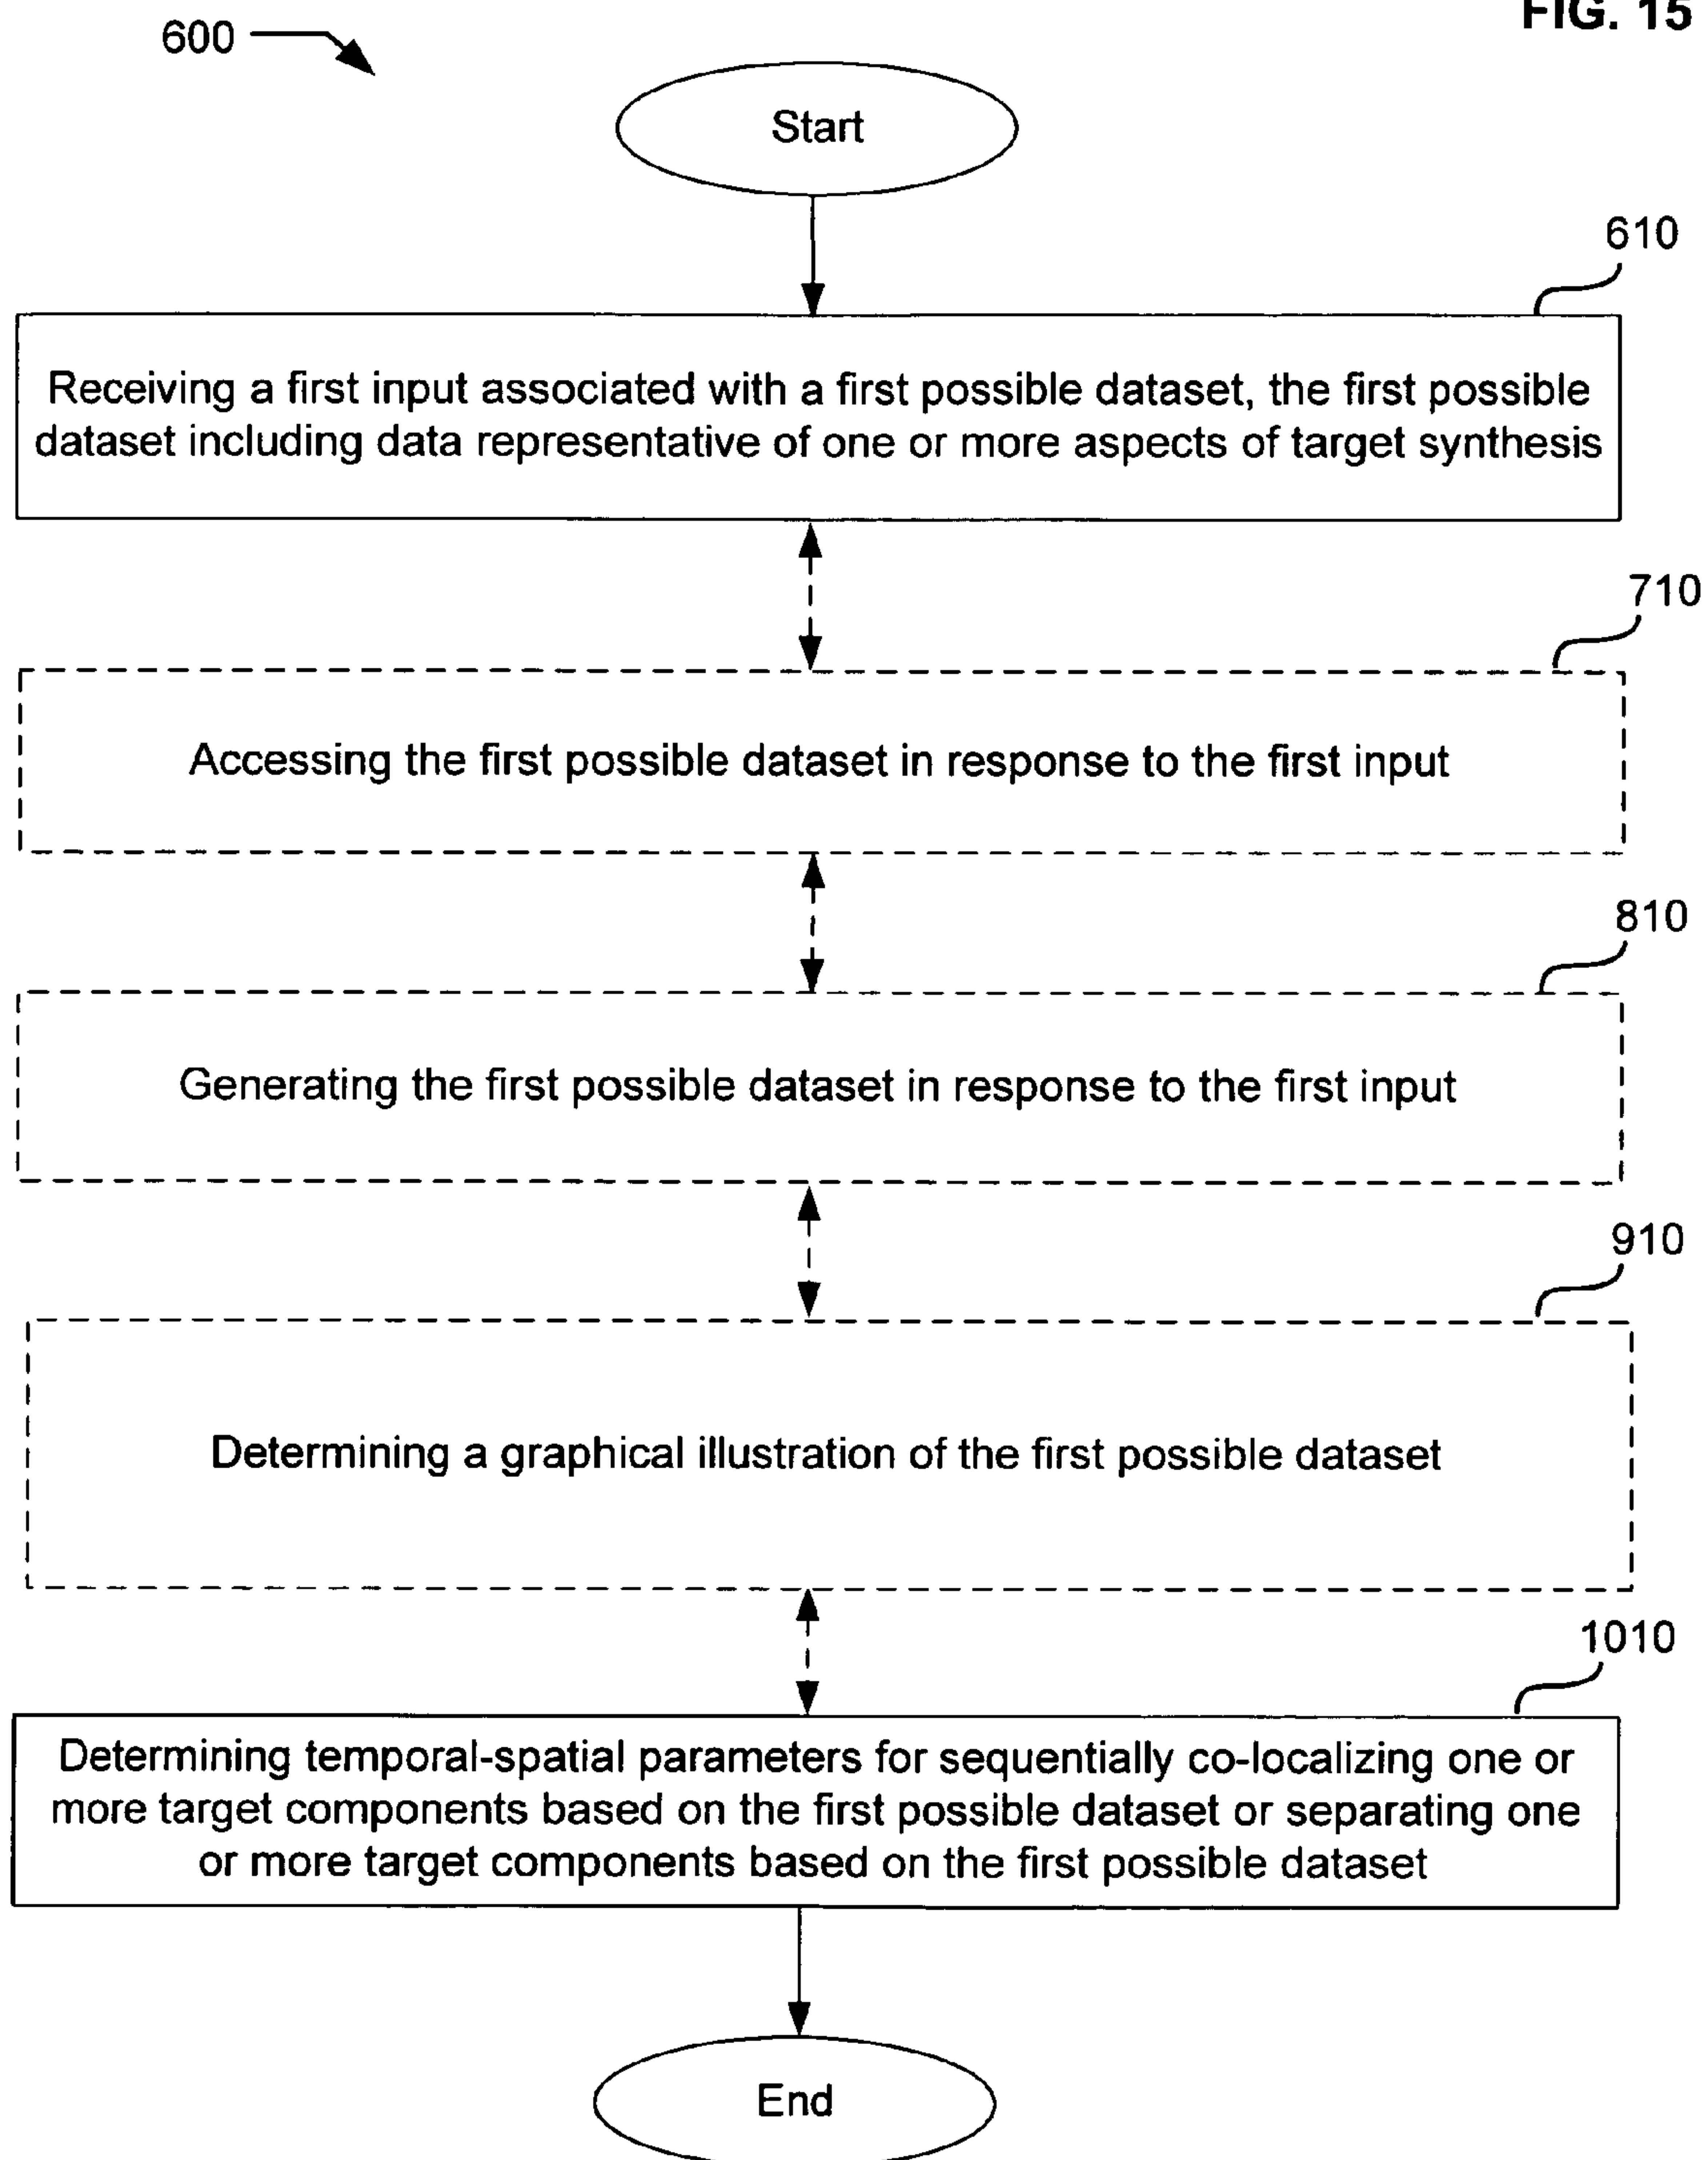 FIG. 15
600
Start
610
Receiving a first input associated with a first possible dataset, the first possible
dataset including data representative of one or more aspects of target synthesis
710
Accessing the first possible dataset in response to the first input
810
Generating the first possible dataset in response to the first input
910
Determining a graphical illustration of the first possible dataset
1010
Determining temporal-spatial parameters for sequentially co-localizing one or
more target components based on the first possible dataset or separating one
or more target components based on the first possible dataset
End